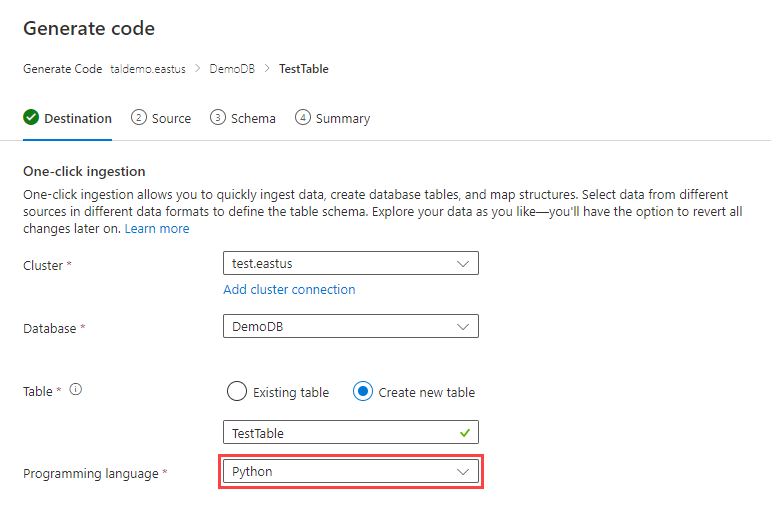 Generate code
Generate Code taldemo.eastus > DemoDB > TestTable
Destination 2 Source 3 Schema 4 Summary
One-click ingestion
One-click ingestion allows you to quickly ingest data, create database tables, and map structures. Select data from different
sources in different data formats to define the table schema. Explore your data as you like—you'll have the option to revert all
changes later on. Learn more
Cluster * test.eastus
Add cluster connection
Database * DemoDB
Table * Existing table Create new table
TestTable
Programming language * Python